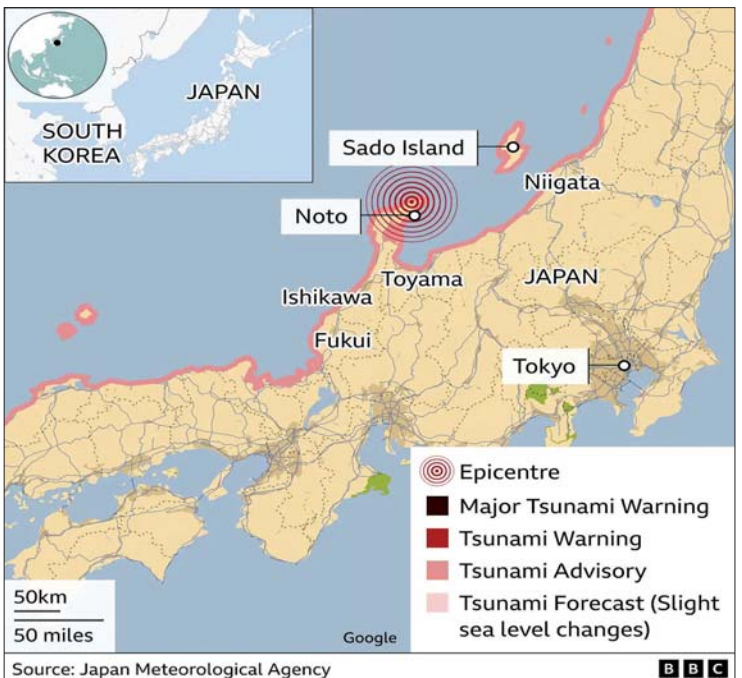 JAPAN
SOUTH
KOREA
Sado Island
Niigata
Noto
Toyama
JAPAN
Ishikawa
Fukui
Tokyo
Epicentre
Major Tsunami Warning
Tsunami Warning
Tsunami Advisory
Tsunami Forecast (Slight
sea level changes)
50km
50 miles
Google
Source: Japan Meteorological Agency
BBC